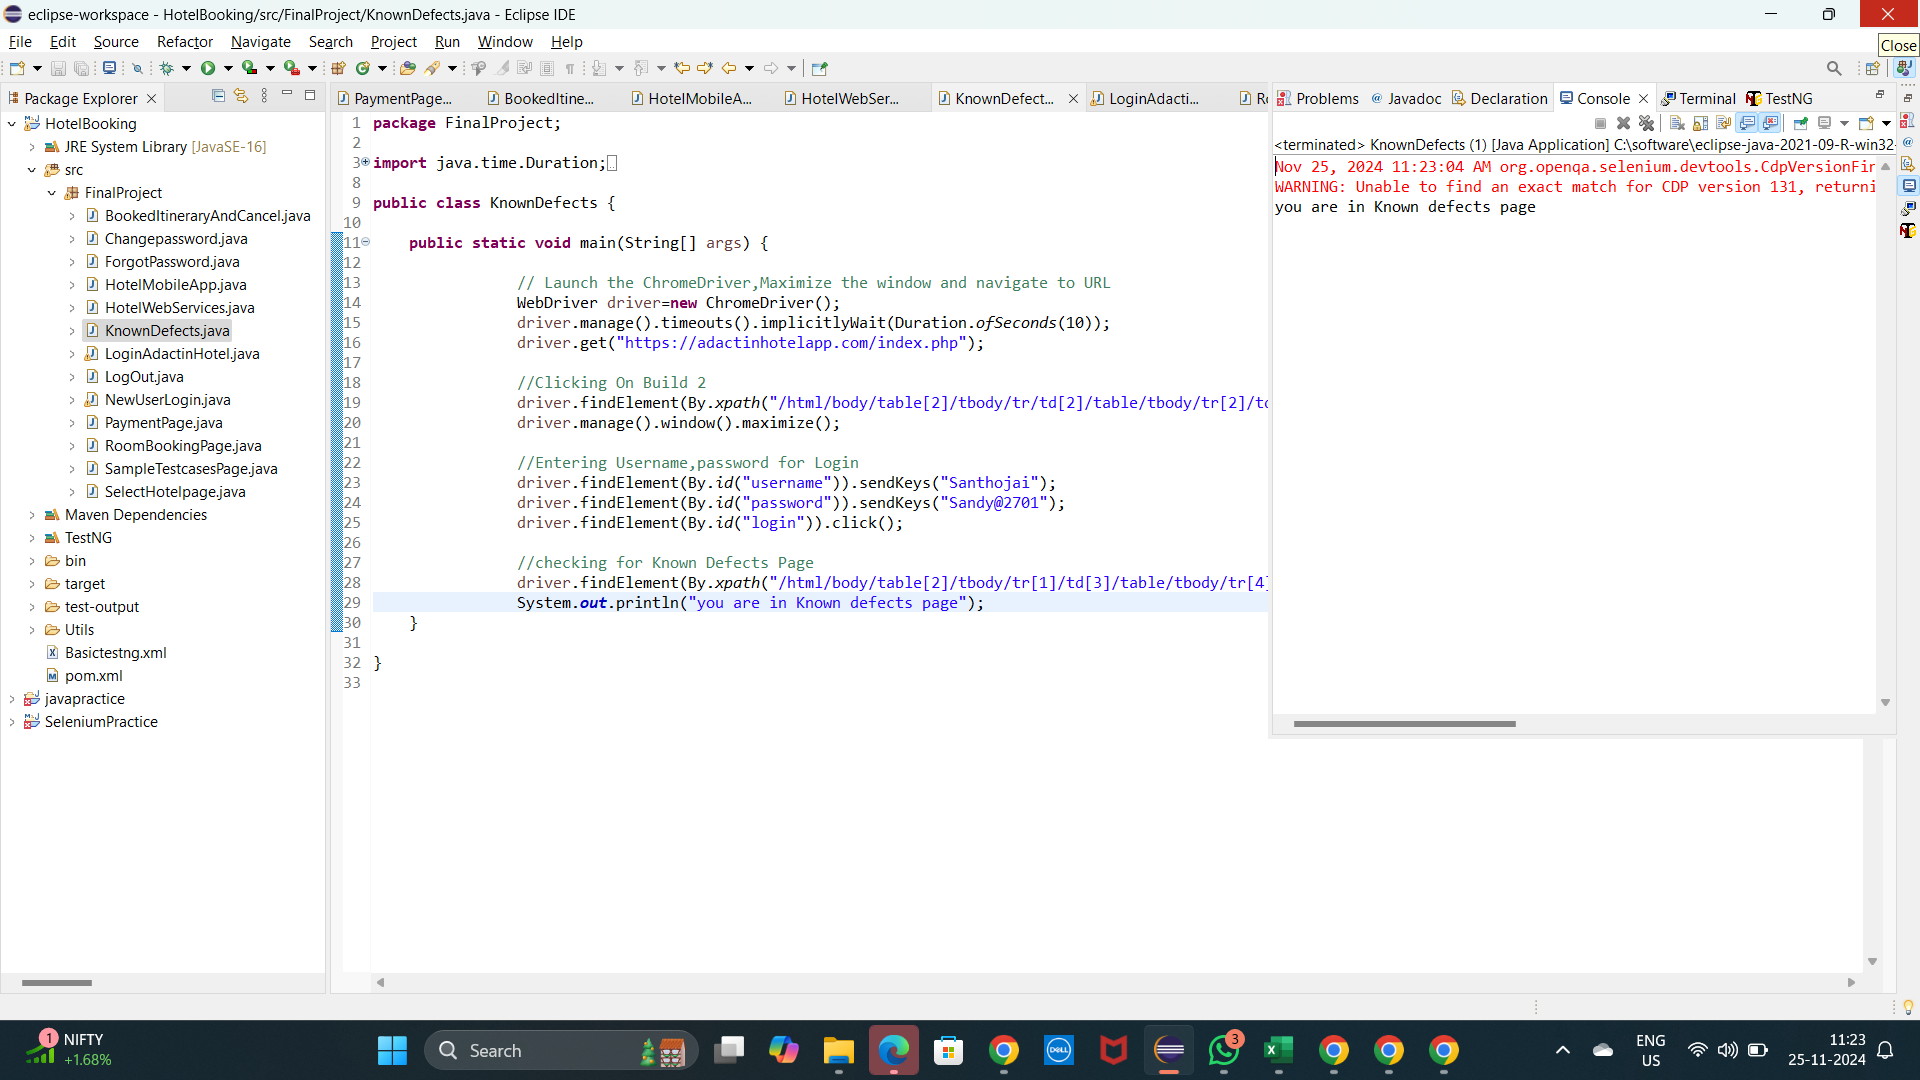 eclipse-workspace - HotelBooking/src/FinalProject/KnownDefects.java - Eclipse IDE
File Edit Source Refactor Navigate Search Project Run Window Help
Close
Package Explorer
HotelBooking
JRE System Library [JavaSE-16]
src
FinalProject
BookedItineraryAndCancel.java
Changepassword.java
ForgotPassword.java
HotelMobileApp.java
HotelWebServices.java
KnownDefects.java
LoginAdactinHotel.java
LogOut.java
NewUserLogin.java
PaymentPage.java
RoomBookingPage.java
SampleTestcasesPage.java
SelectHotelpage.java
Maven Dependencies
TestNG
bin
target
test-output
Utils
Basictestng.xml
pom.xml
javapractice
SeleniumPractice
PaymentPage... BookedItine... HotelMobileA... HotelWebSer... KnownDefect... LoginAdacti... Ro
1 package FinalProject;
2
3 import java.time.Duration;
8
9 public class KnownDefects {
10
11 public static void main(String[] args) {
12
13 // Launch the ChromeDriver,Maximize the window and navigate to URL
14 WebDriver driver=new ChromeDriver();
15 driver.manage().timeouts().implicitlyWait(Duration.ofSeconds(10));
16 driver.get("https://adactinhotelapp.com/index.php");
17
18 //Clicking On Build 2
19 driver.findElement(By.xpath("/html/body/table[2]/tbody/tr/td[2]/table/tbody/tr[2]/td
20 driver.manage().window().maximize();
21
22 //Entering Username,password for Login
23 driver.findElement(By.id("username")).sendKeys("Santhojai");
24 driver.findElement(By.id("password")).sendKeys("Sandy@2701");
25 driver.findElement(By.id("login")).click();
26
27 //checking for Known Defects Page
28 driver.findElement(By.xpath("/html/body/table[2]/tbody/tr[1]/td[3]/table/tbody/tr[4]
29 System.out.println("you are in Known defects page");
30 }
31
32 }
33
Problems @ Javadoc Declaration Console Terminal TestNG
<terminated> KnownDefects (1) [Java Application] C:\software\eclipse-java-2021-09-R-win32-
Nov 25, 2024 11:23:04 AM org.openqa.selenium.devtools.CdpVersionFin
WARNING: Unable to find an exact match for CDP version 131, returni
you are in Known defects page
1
NIFTY
+1.68%
Search
DELL
3
ENG
US
11:23
25-11-2024